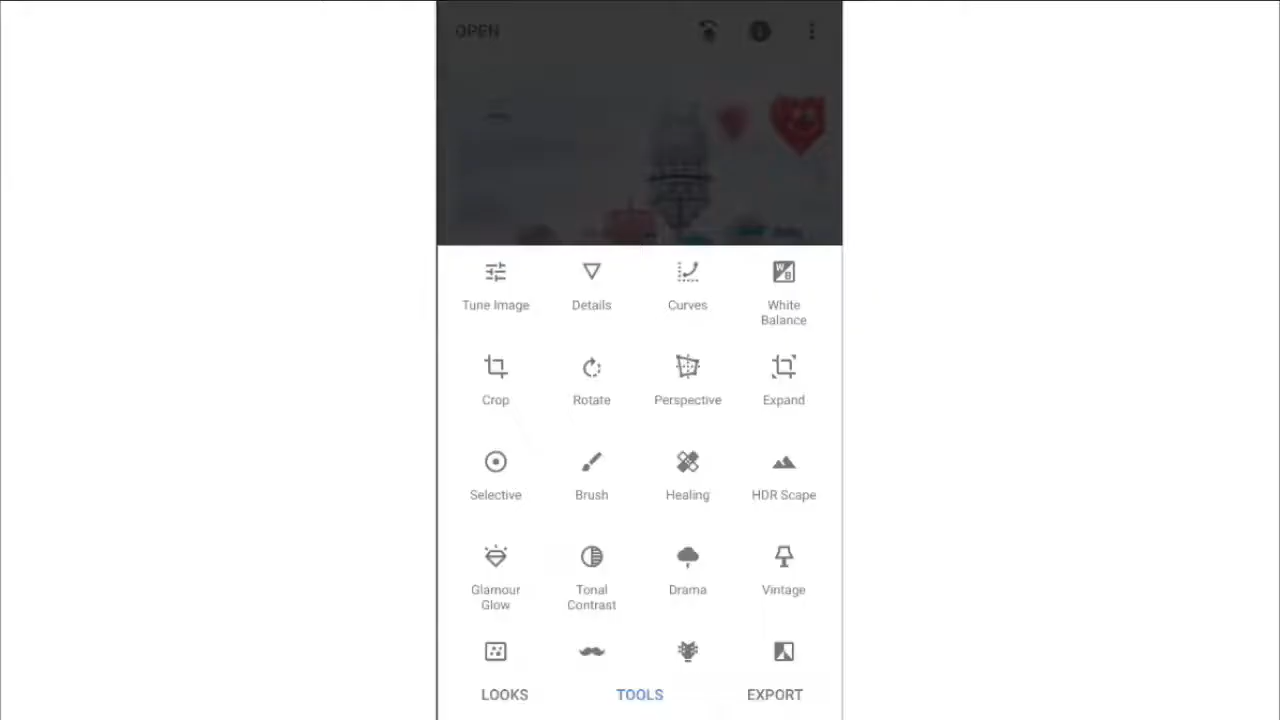 OPEN
Tune Image
Details
Curves
White
Balance
Crop
Rotate
Perspective
Expand
Selective
Brush
Healing
HDR Scape
Glamour
Glow
Tonal
Contrast
Drama
Vintage
LOOKS
TOOLS
EXPORT